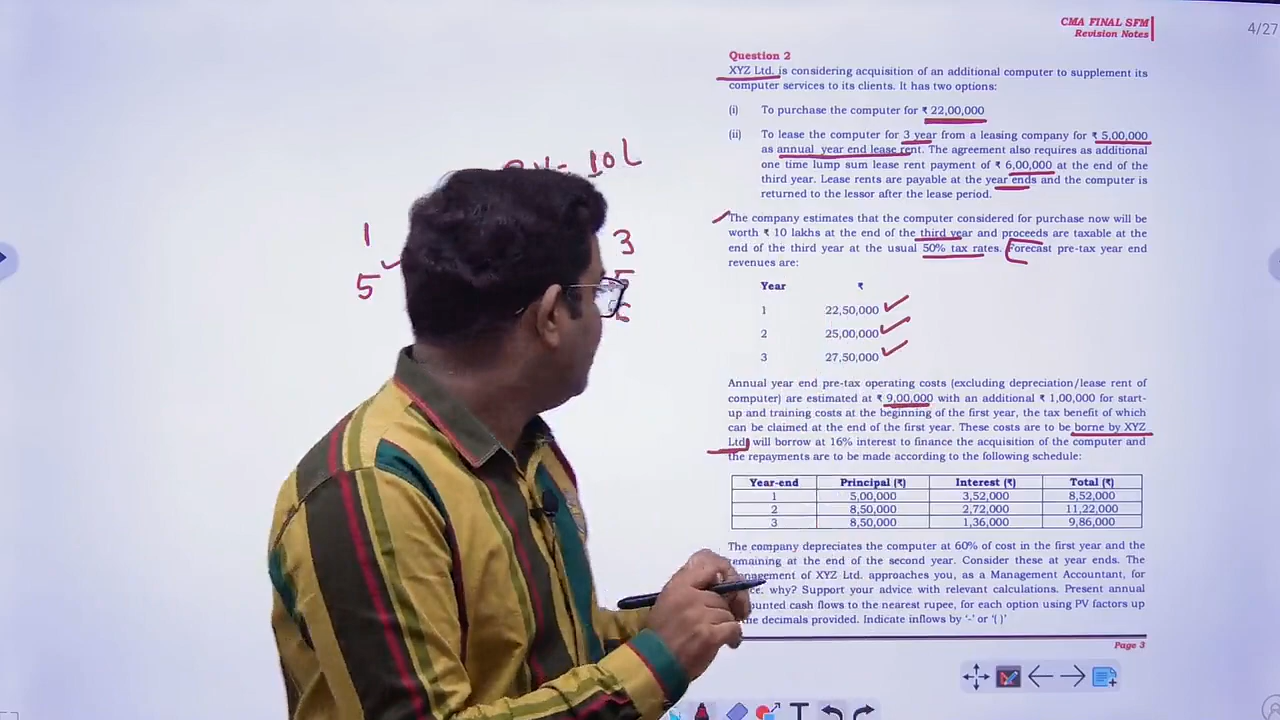 CMA FINAL SFM
Revision Notes
4/27
Question 2
XYZ Ltd. is considering acquisition of an additional computer to supplement its
computer services to its clients. It has two options:
(i) To purchase the computer for ₹ 22,00,000
(ii) To lease the computer for 3 year from a leasing company for ₹ 5,00,000
as annual year end lease rent. The agreement also requires as additional
one time lump sum lease rent payment of ₹ 6,00,000 at the end of the
third year. Lease rents are payable at the year ends and the computer is
returned to the lessor after the lease period.
The company estimates that the computer considered for purchase now will be
worth ₹ 10 lakhs at the end of the third year and proceeds are taxable at the
end of the third year at the usual 50% tax rates. Forecast pre-tax year end
revenues are:
Year ₹
1 22,50,000
2 25,00,000
3 27,50,000
Annual year end pre-tax operating costs (excluding depreciation/lease rent of
computer) are estimated at ₹ 9,00,000 with an additional ₹ 1,00,000 for start-
up and training costs at the beginning of the first year, the tax benefit of which
can be claimed at the end of the first year. These costs are to be borne by XYZ
Ltd. will borrow at 16% interest to finance the acquisition of the computer and
the repayments are to be made according to the following schedule:
Year-end Principal (₹) Interest (₹) Total (₹)
1 5,00,000 3,52,000 8,52,000
2 8,50,000 2,72,000 11,22,000
3 8,50,000 1,36,000 9,86,000
The company depreciates the computer at 60% of cost in the first year and the
remaining at the end of the second year. Consider these at year ends. The
of XYZ Ltd. approaches you, as a Management Accountant, for
why? Support your advice with relevant calculations. Present annual
cash flows to the nearest rupee, for each option using PV factors up
decimals provided. Indicate inflows by '-' or '( )'
Page 3
10L
1 3
5 5
6
T